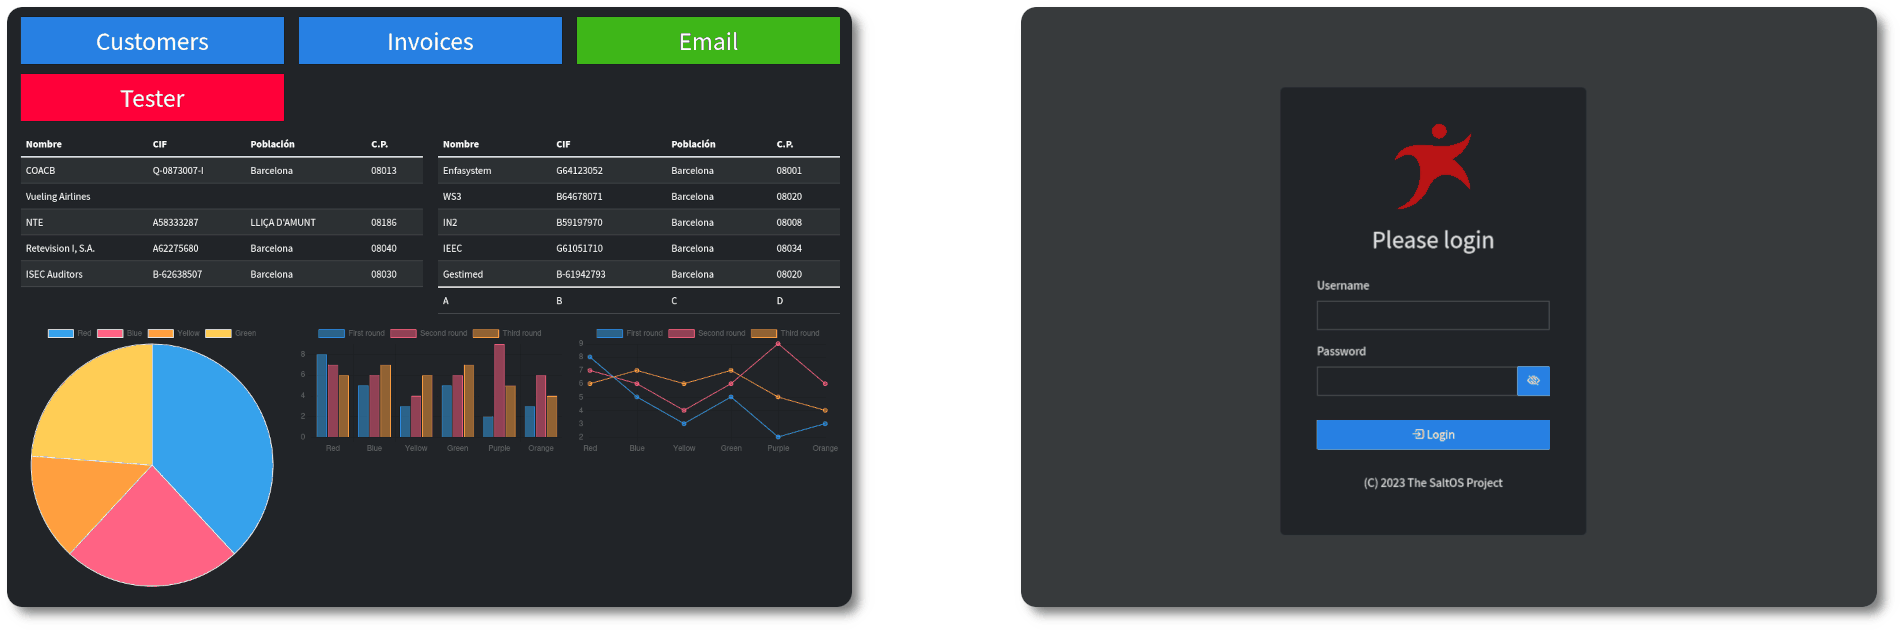 Customers Invoices Email
Tester
Nombre CIF Población C.P.
COACB Q-0873007-I Barcelona 08013
Vueling Airlines
NTE A58333287 LLIÇA D'AMUNT 08186
Retevision I, S.A. A62275680 Barcelona 08040
ISEC Auditors B-62638507 Barcelona 08030
Nombre CIF Población C.P.
Enfasystem G64123052 Barcelona 08001
WS3 B64678071 Barcelona 08020
IN2 B59197970 Barcelona 08008
IEEC G61051710 Barcelona 08034
Gestimed B-61942793 Barcelona 08020
A B C D
Red Blue Yellow Green
First round Second round Third round
8
6
4
2
0
Red Blue Yellow Green Purple Orange
First round Second round Third round
9
8
7
6
5
4
3
2
Red Blue Yellow Green Purple Orange
Please login
Username
Password
Login
(C) 2023 The SaltOS Project